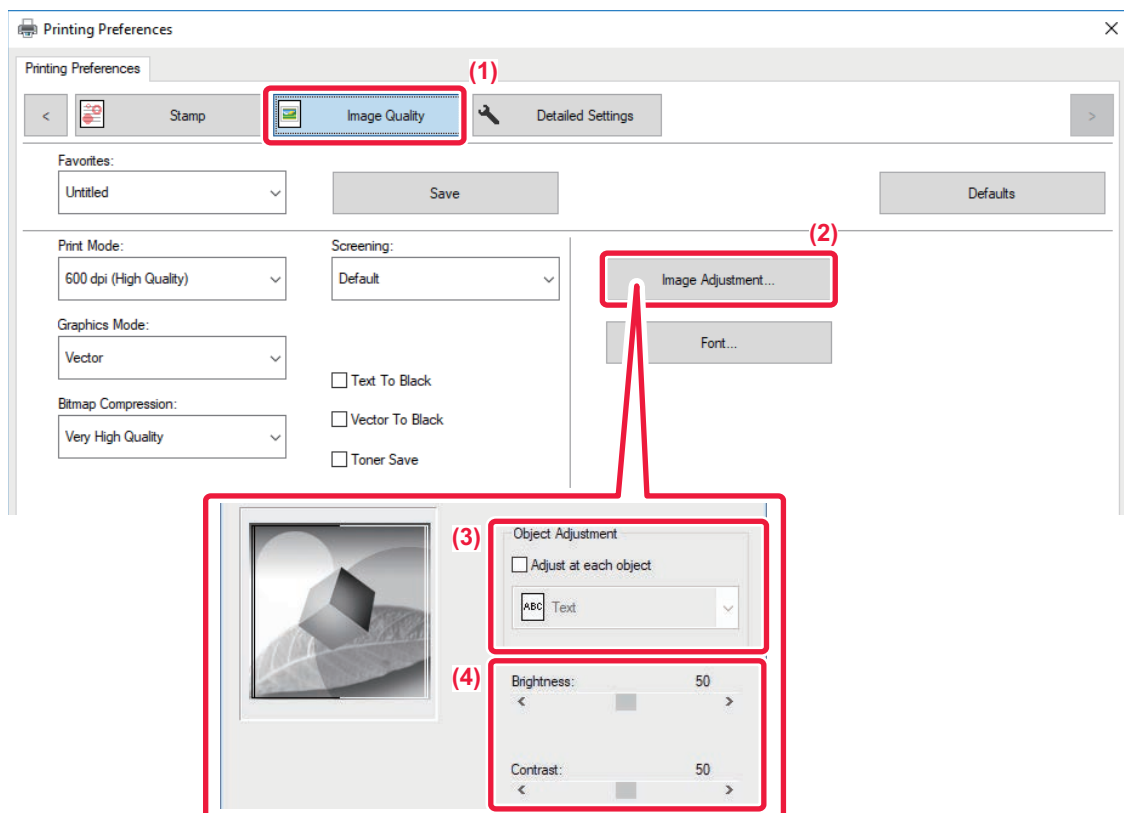 Printing Preferences
Printing Preferences
(1)
< Stamp Image Quality Detailed Settings >
Favorites:
Untitled Save Defaults
(2)
Print Mode: Screening:
600 dpi (High Quality) Default Image Adjustment...
Graphics Mode:
Vector Font...
Text To Black
Bitmap Compression:
Vector To Black
Very High Quality
Toner Save
(3) Object Adjustment
Adjust at each object
ABC Text
(4) Brightness: 50
< >
Contrast: 50
< >